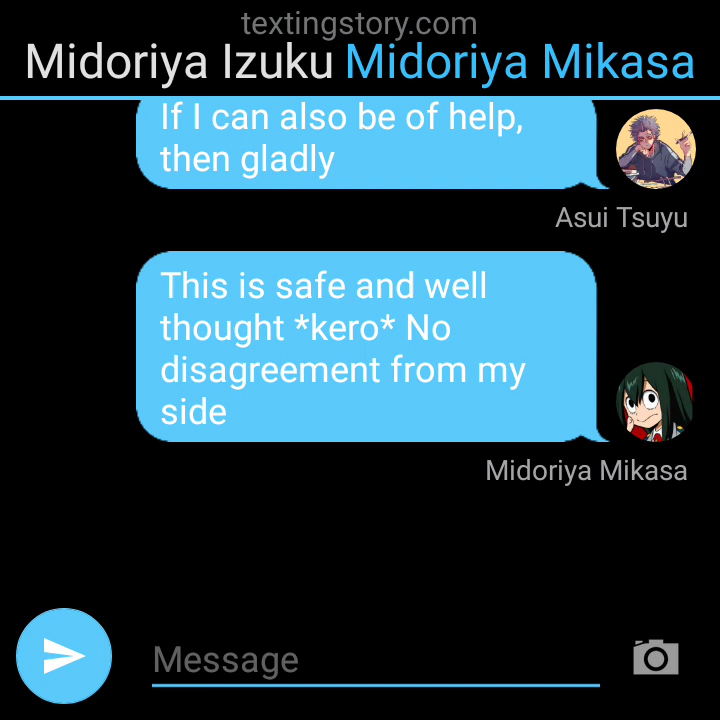 textingstory.com
Midoriya Izuku Midoriya Mikasa
If I can also be of help,
then gladly
Asui Tsuyu
This is safe and well
thought *kero* No
disagreement from my
side
Midoriya Mikasa
Message